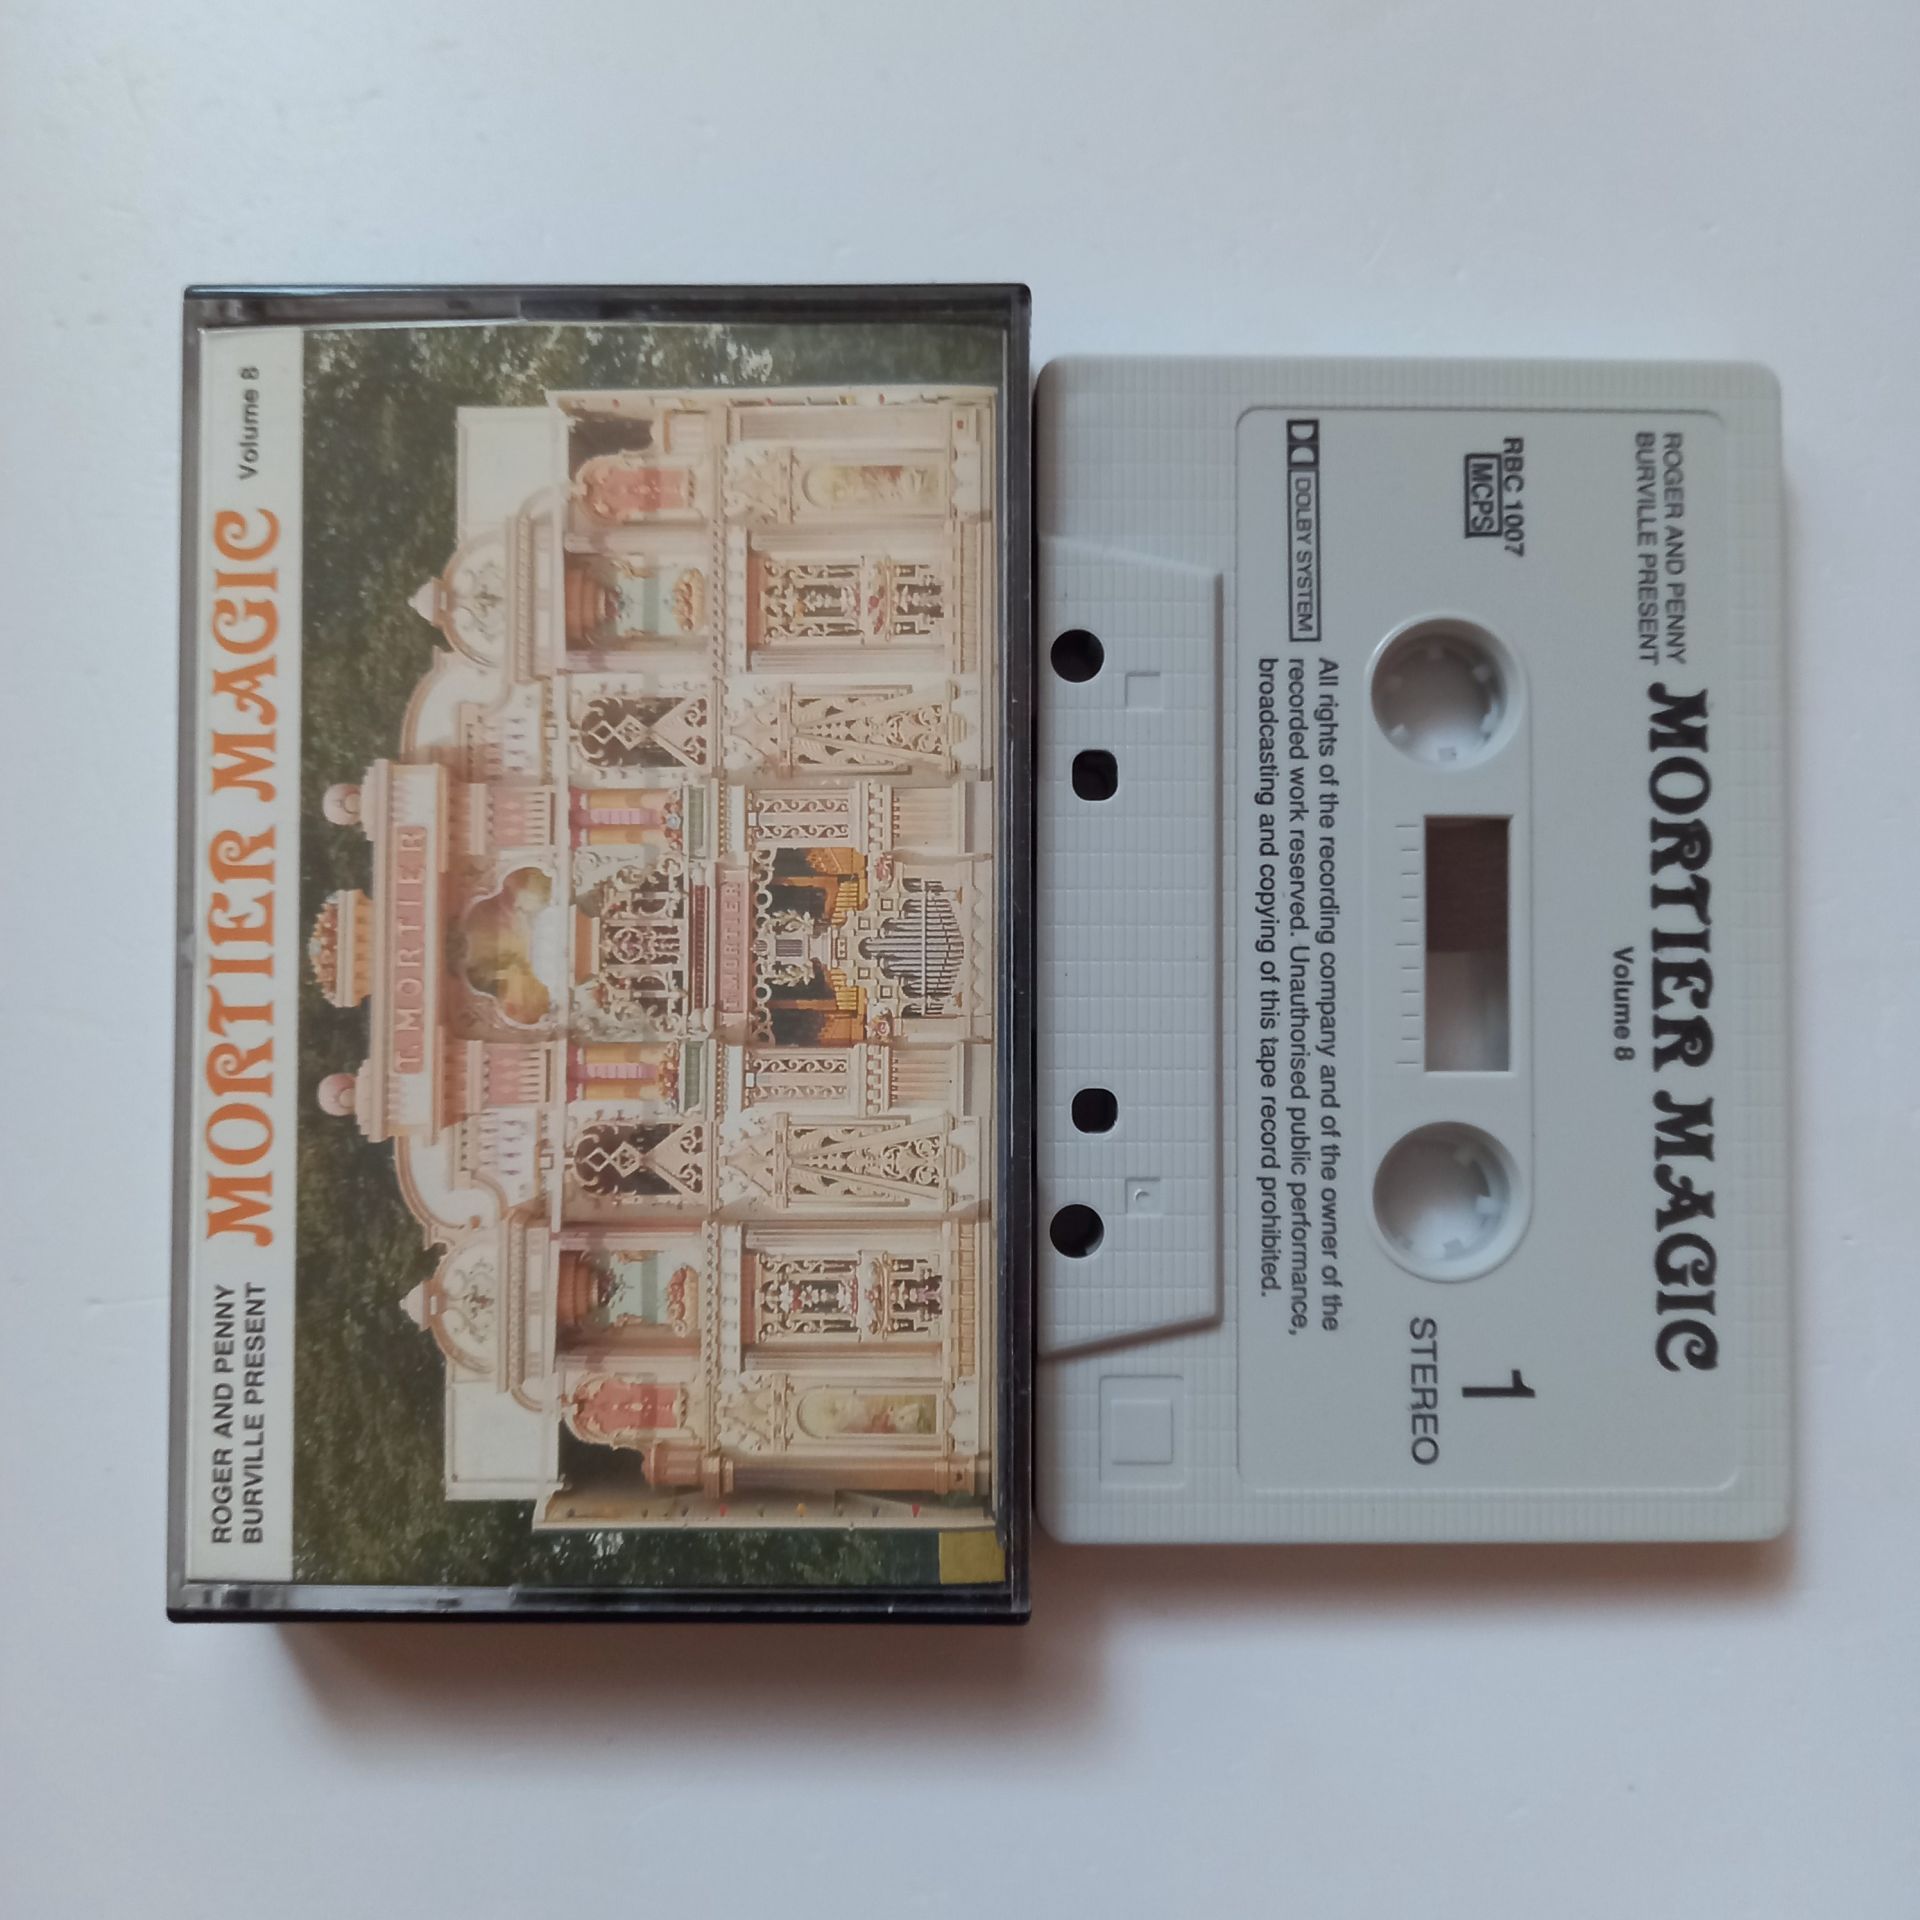 ROGER AND PENNY
BURVILLE PRESENT
MORTIER MAGIC
Volume 8
T. MORTIER
T. MORTIER
ROGER AND PENNY
BURVILLE PRESENT
MORTIER MAGIC
Volume 8
RBC 1007
MCPS
1
STEREO
DOLBY SYSTEM
All rights of the recording company and of the owner of the
recorded work reserved. Unauthorised public performance,
broadcasting and copying of this tape record prohibited.